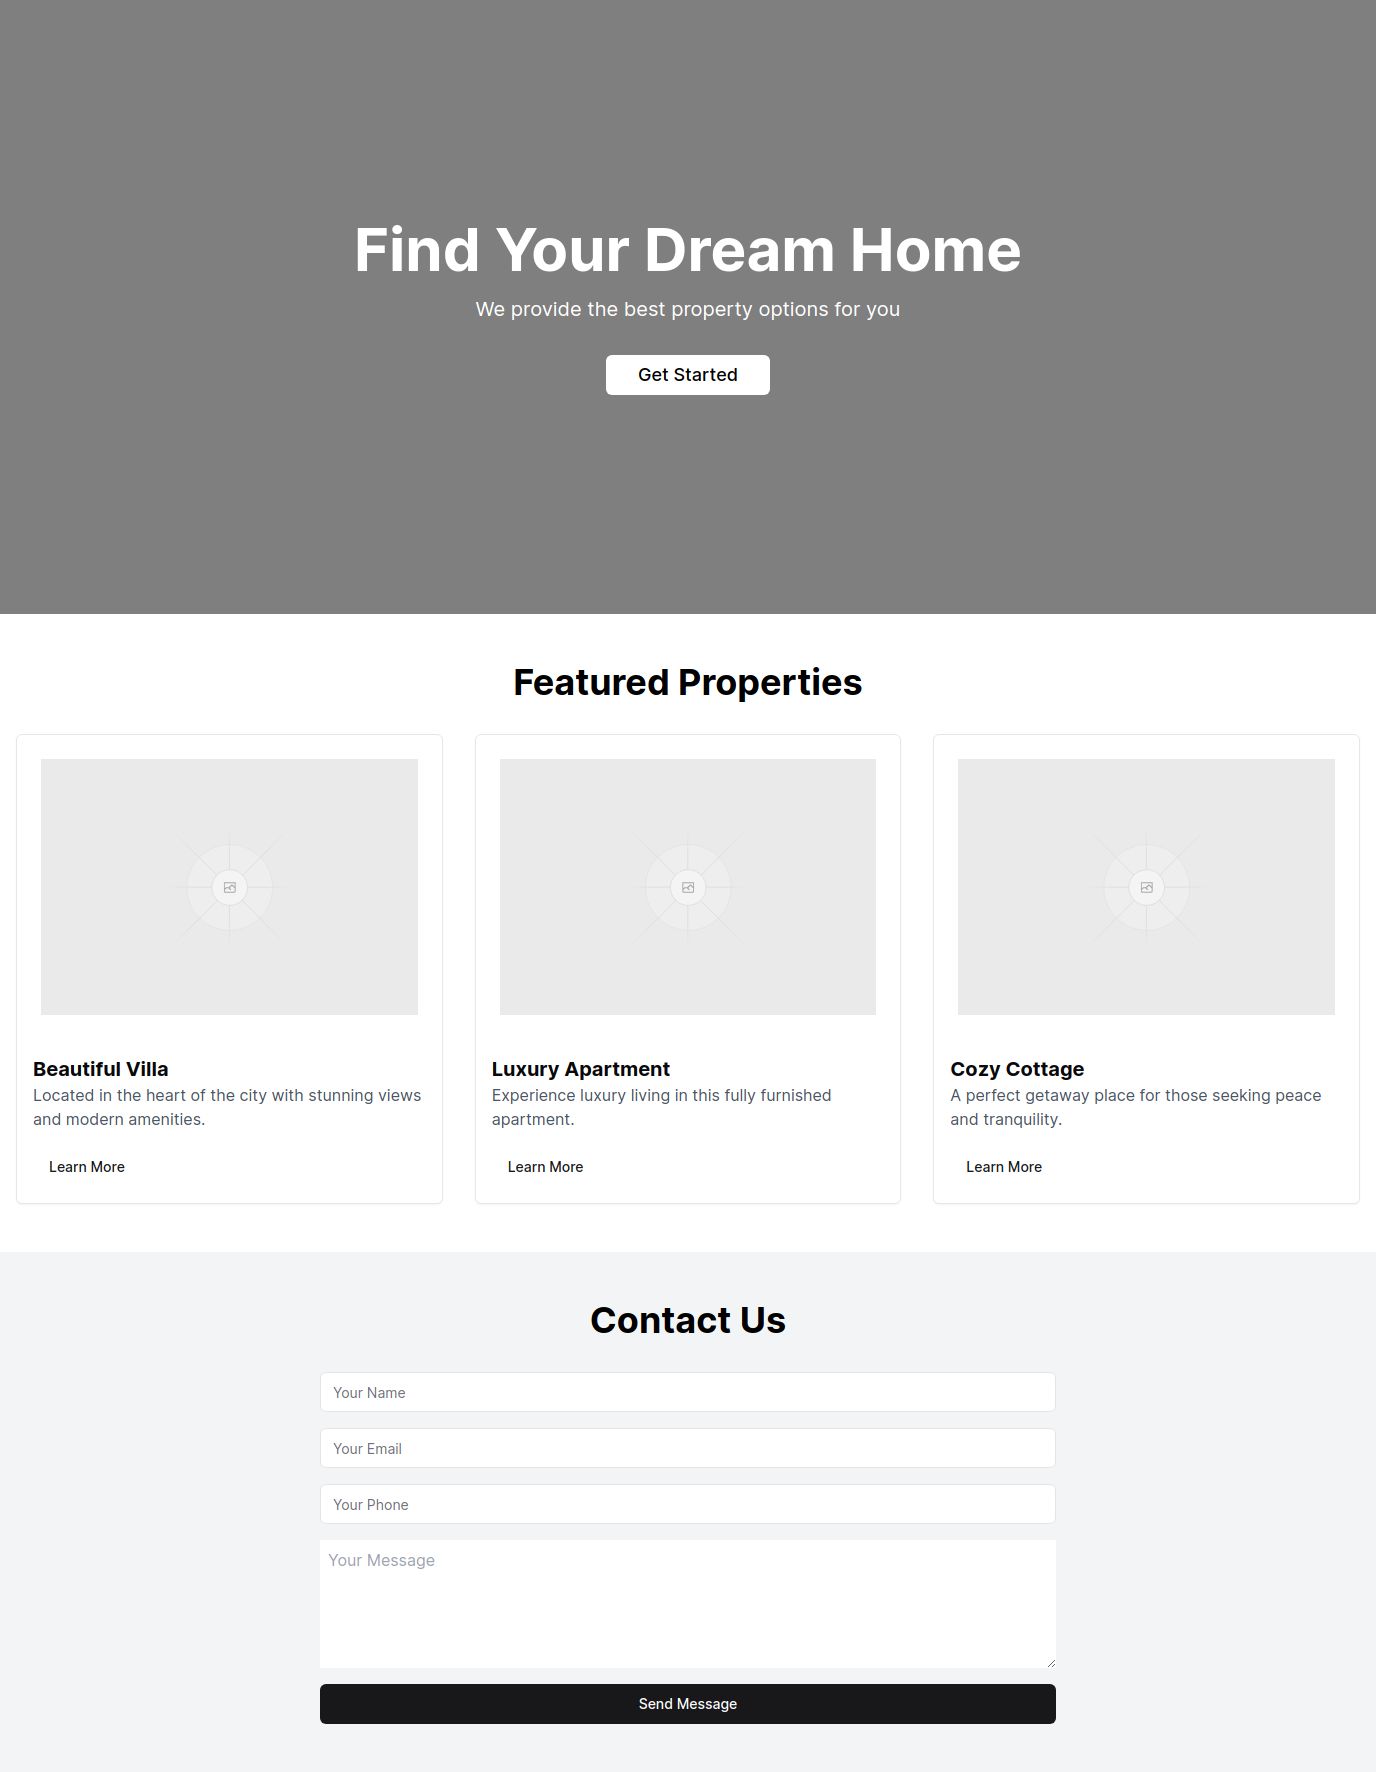 Find Your Dream Home
We provide the best property options for you
Get Started
Featured Properties
Beautiful Villa
Located in the heart of the city with stunning views
and modern amenities.
Learn More
Luxury Apartment
Experience luxury living in this fully furnished
apartment.
Learn More
Cozy Cottage
A perfect getaway place for those seeking peace
and tranquility.
Learn More
Contact Us
Your Name
Your Email
Your Phone
Your Message
Send Message